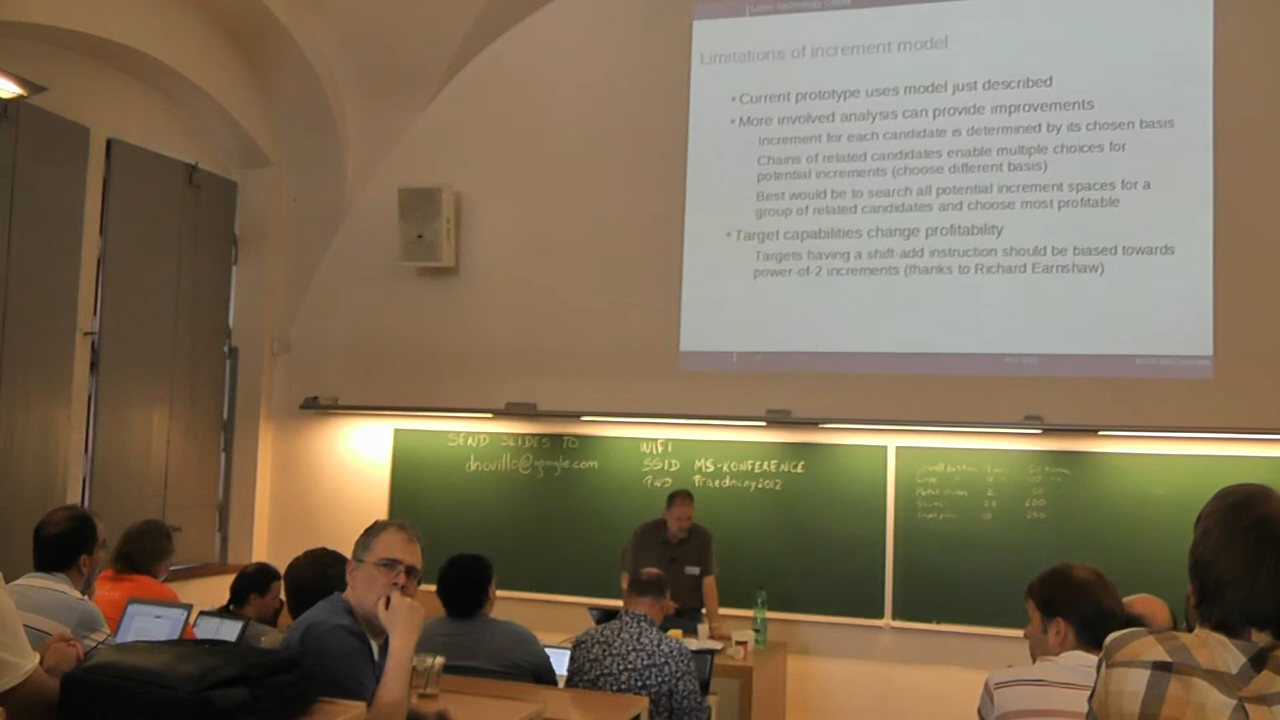 Limitations of increment model
• Current prototype uses model just described
• More involved analysis can provide improvements
Increment for each candidate is determined by its chosen basis
Chains of related candidates enable multiple choices for
potential increments (choose different basis)
Best would be to search all potential increment spaces for a
group of related candidates and choose most profitable
• Target capabilities change profitability
Targets having a shift-add instruction should be biased towards
power-of-2 increments (thanks to Richard Earnshaw)
SEND SLIDES TO
dnovillo@google.com
WIFI
SSID MS-KONFERENCE
PWD Praedniny2012